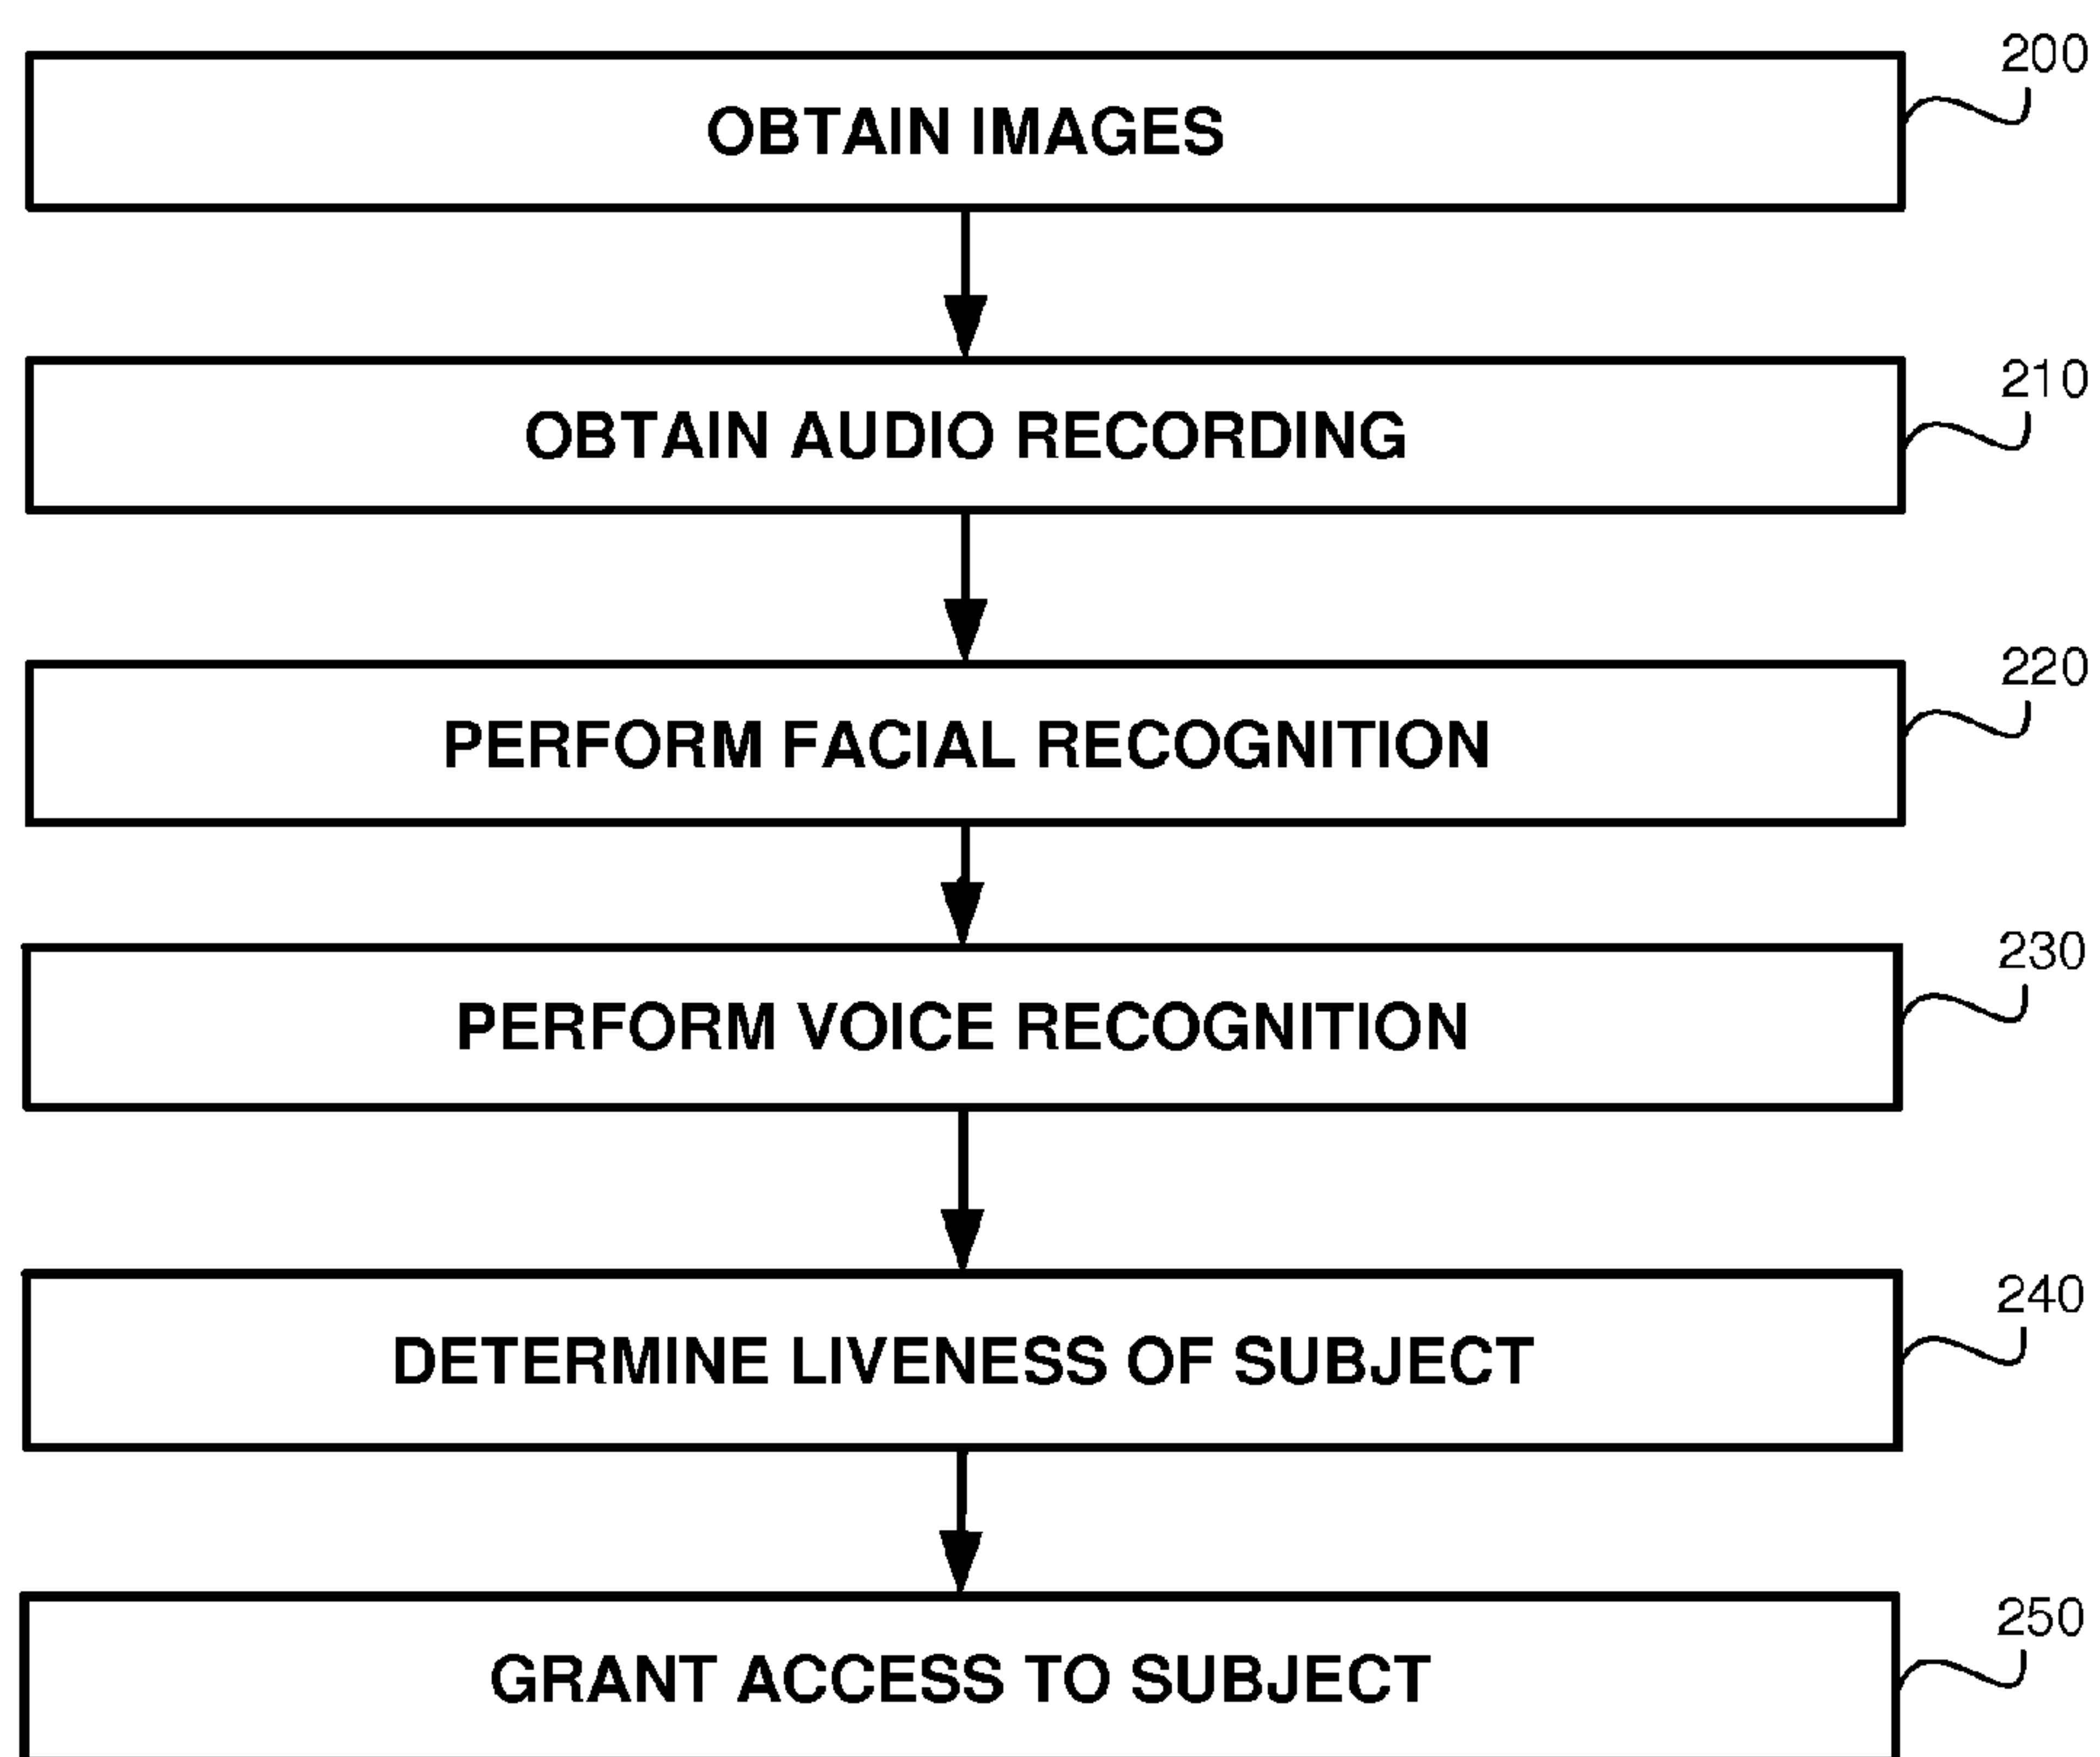 200
OBTAIN IMAGES
210
OBTAIN AUDIO RECORDING
220
PERFORM FACIAL RECOGNITION
230
PERFORM VOICE RECOGNITION
240
DETERMINE LIVENESS OF SUBJECT
250
GRANT ACCESS TO SUBJECT